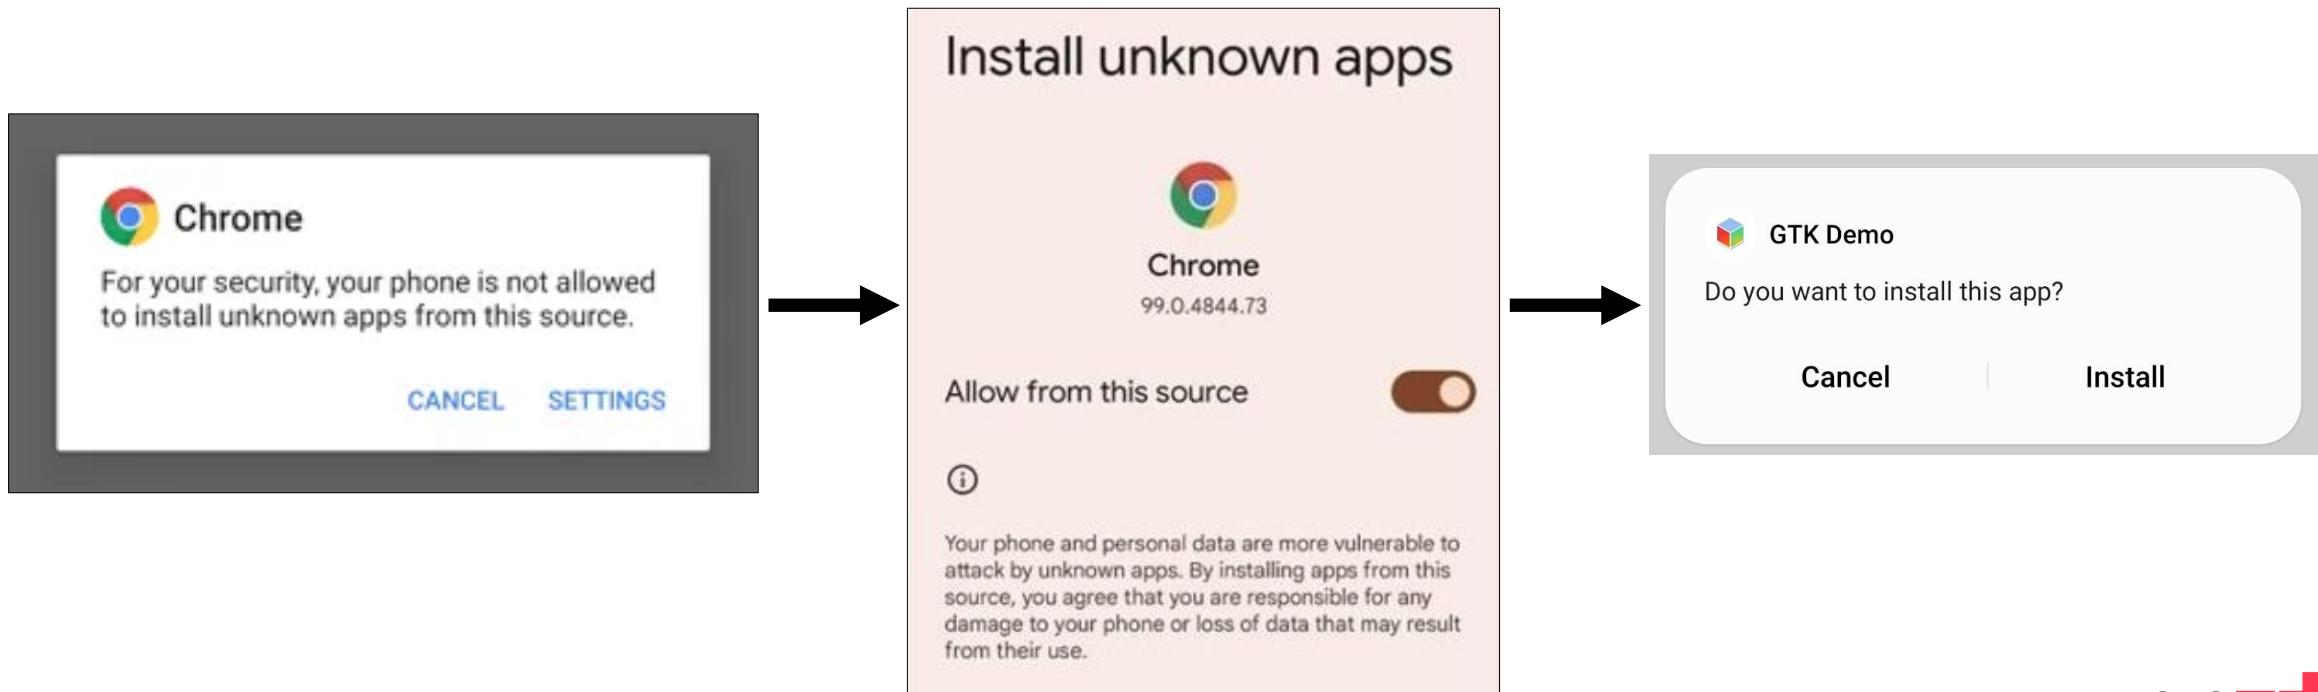 Chrome
For your security, your phone is not allowed
to install unknown apps from this source.
CANCEL SETTINGS
Install unknown apps
Chrome
99.0.4844.73
Allow from this source
Your phone and personal data are more vulnerable to
attack by unknown apps. By installing apps from this
source, you agree that you are responsible for any
damage to your phone or loss of data that may result
from their use.
GTK Demo
Do you want to install this app?
Cancel Install